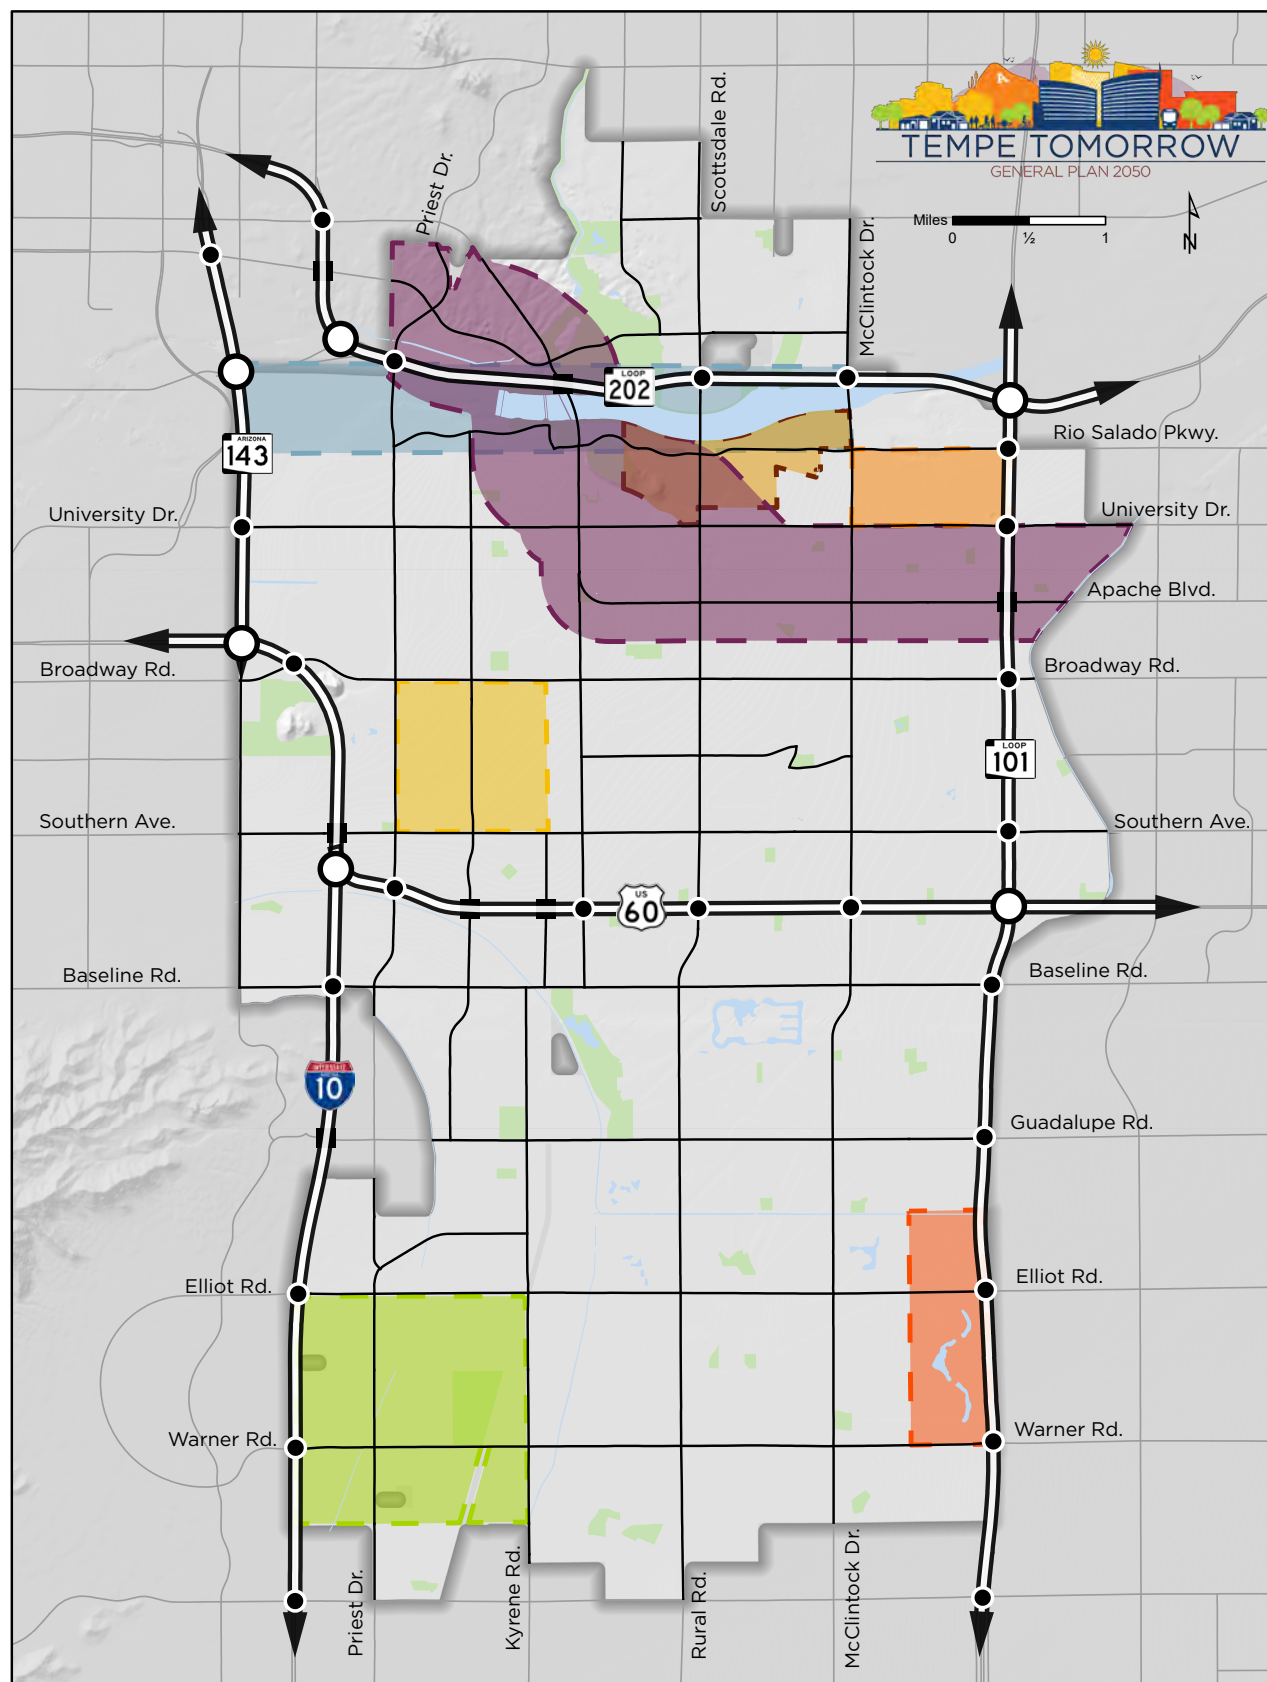 TEMPE TOMORROW
GENERAL PLAN 2050
Scottsdale Rd.
Priest Dr.
McClintock Dr.
Miles
0 ½ 1
N
LOOP
202
ARIZONA
143
Rio Salado Pkwy.
University Dr.
University Dr.
Apache Blvd.
Broadway Rd.
Broadway Rd.
LOOP
101
Southern Ave.
Southern Ave.
US
60
Baseline Rd.
Baseline Rd.
INTERSTATE
10
Guadalupe Rd.
Elliot Rd.
Elliot Rd.
Warner Rd.
Warner Rd.
Priest Dr.
Kyrene Rd.
Rural Rd.
McClintock Dr.